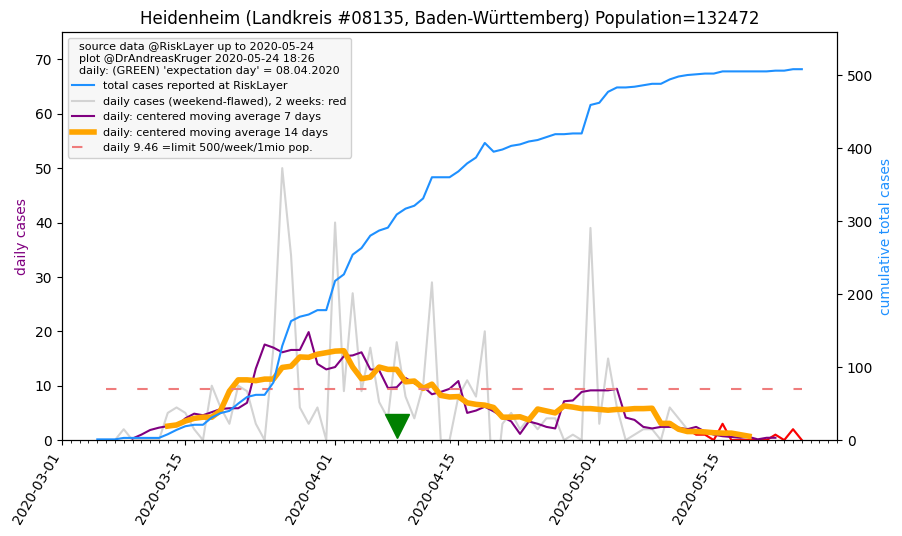 Heidenheim (Landkreis #08135, Baden-Württemberg) Population=132472
source data @RiskLayer up to 2020-05-24
plot @DrAndreasKruger 2020-05-24 18:26
daily: (GREEN) 'expectation day' = 08.04.2020
total cases reported at RiskLayer
daily cases (weekend-flawed), 2 weeks: red
daily: centered moving average 7 days
daily: centered moving average 14 days
daily 9.46 =limit 500/week/1mio pop.
daily cases
70
60
50
40
30
20
10
0
cumulative total cases
500
400
300
200
100
0
2020-03-01
2020-03-15
2020-04-01
2020-04-15
2020-05-01
2020-05-15